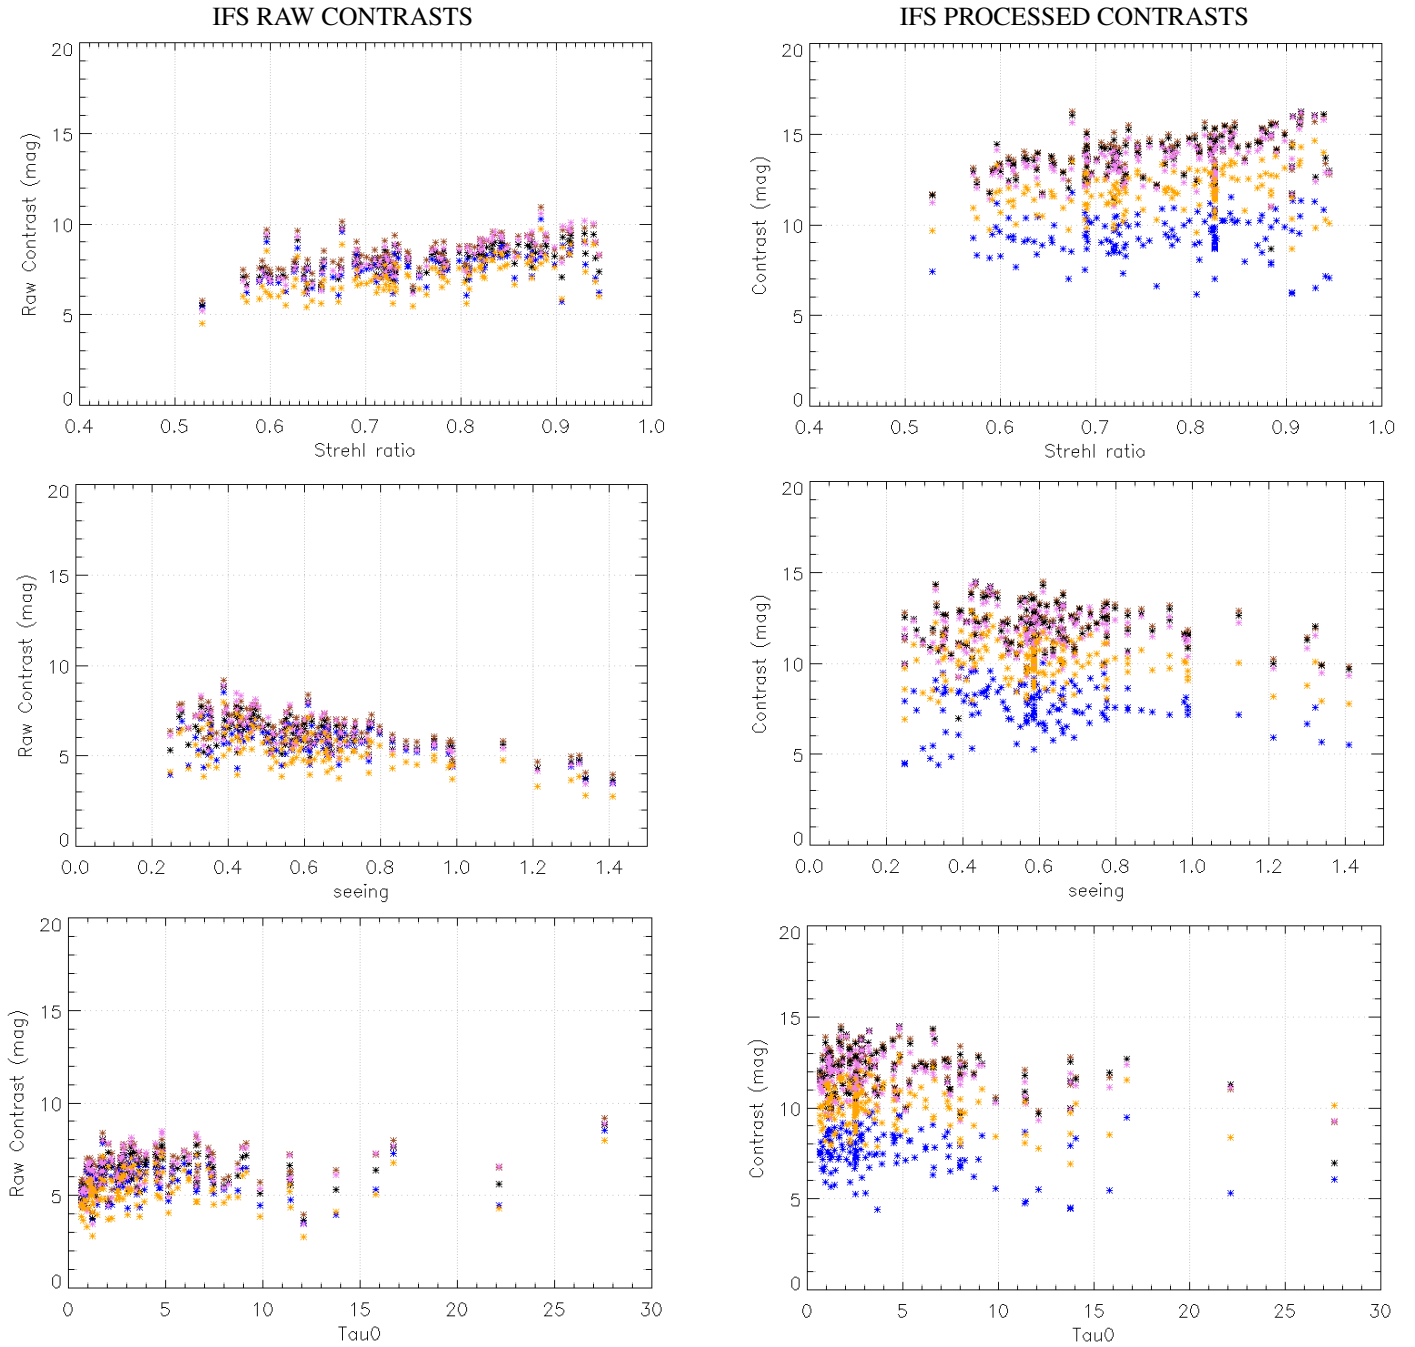 IFS RAW CONTRASTS
IFS PROCESSED CONTRASTS
20
15
10
5
0
Raw Contrast (mag)
0.4 0.5 0.6 0.7 0.8 0.9 1.0
Strehl ratio
20
15
10
5
0
Contrast (mag)
0.4 0.5 0.6 0.7 0.8 0.9 1.0
Strehl ratio
20
15
10
5
0
Raw Contrast (mag)
0.0 0.2 0.4 0.6 0.8 1.0 1.2 1.4
seeing
20
15
10
5
0
Contrast (mag)
0.0 0.2 0.4 0.6 0.8 1.0 1.2 1.4
seeing
20
15
10
5
0
Raw Contrast (mag)
0 5 10 15 20 25 30
Tau0
20
15
10
5
0
Contrast (mag)
0 5 10 15 20 25 30
Tau0